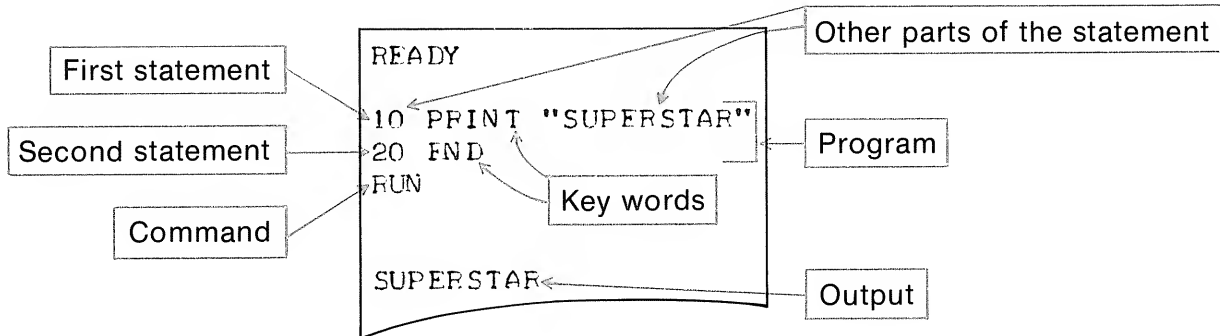 Other parts of the statement
READY
First statement
10 PRINT "SUPERSTAR"
Second statement
20 END
Program
RUN
Key words
Command
SUPERSTAR
Output